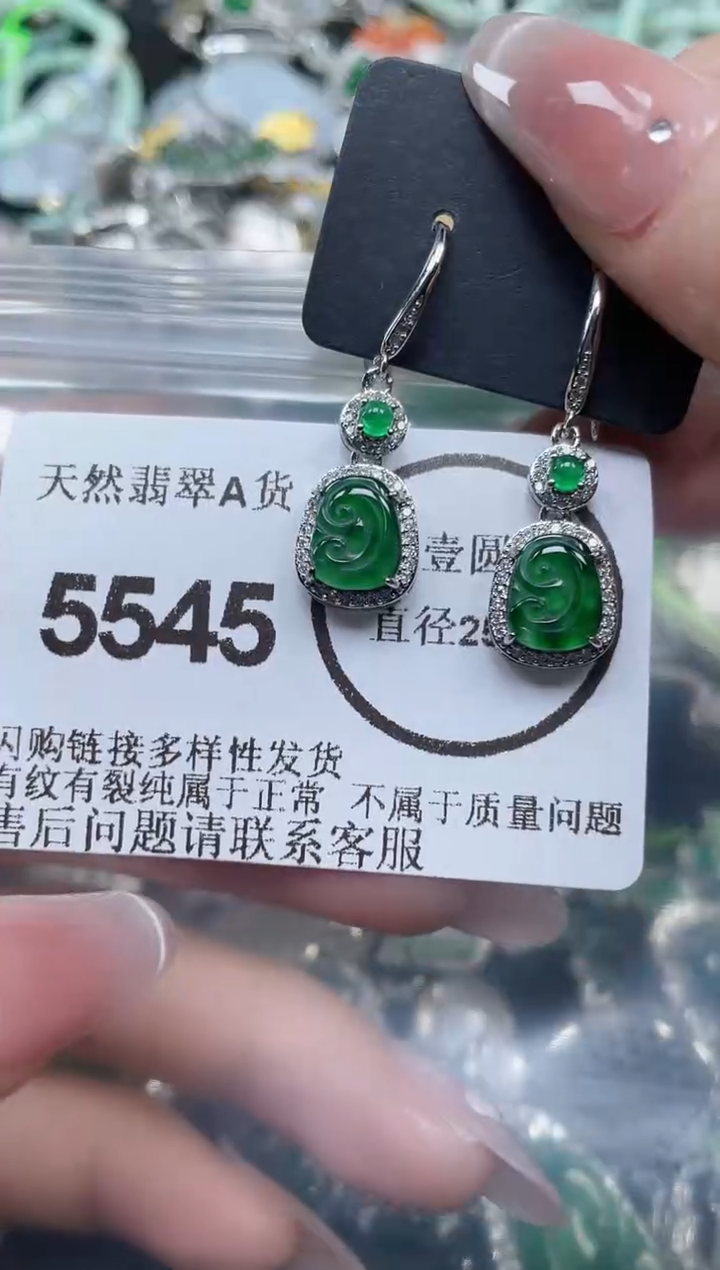 天然翡翠A货
壹圆
5545
直径25
闪购链接多样性发货
有纹有裂纯属于正常 不属于质量问题
售后问题请联系客服